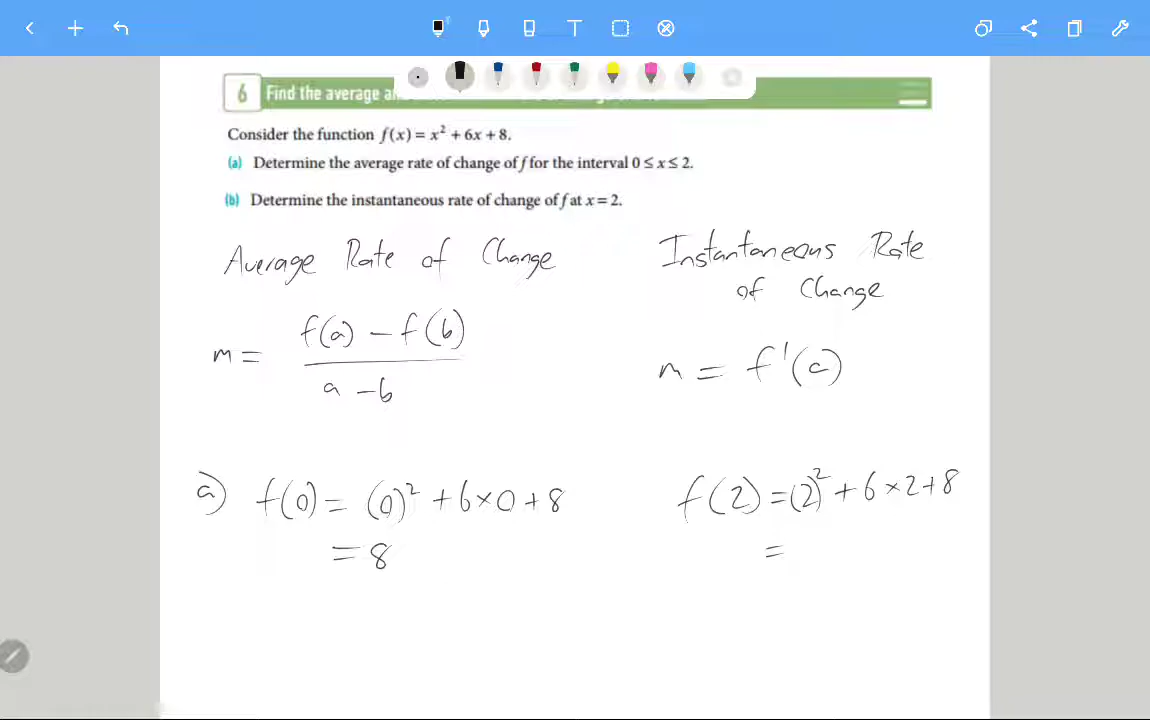 6 Find the average
Consider the function f(x) = x² + 6x + 8.
(a) Determine the average rate of change of f for the interval 0 ≤ x ≤ 2.
(b) Determine the instantaneous rate of change of f at x = 2.
Average Rate of Change
m = f(a) - f(b) / a - b
Instantaneous Rate
of Change
m = f'(a)
a) f(0) = (0)² + 6×0 + 8
= 8
f(2) = (2)² + 6×2+8
=